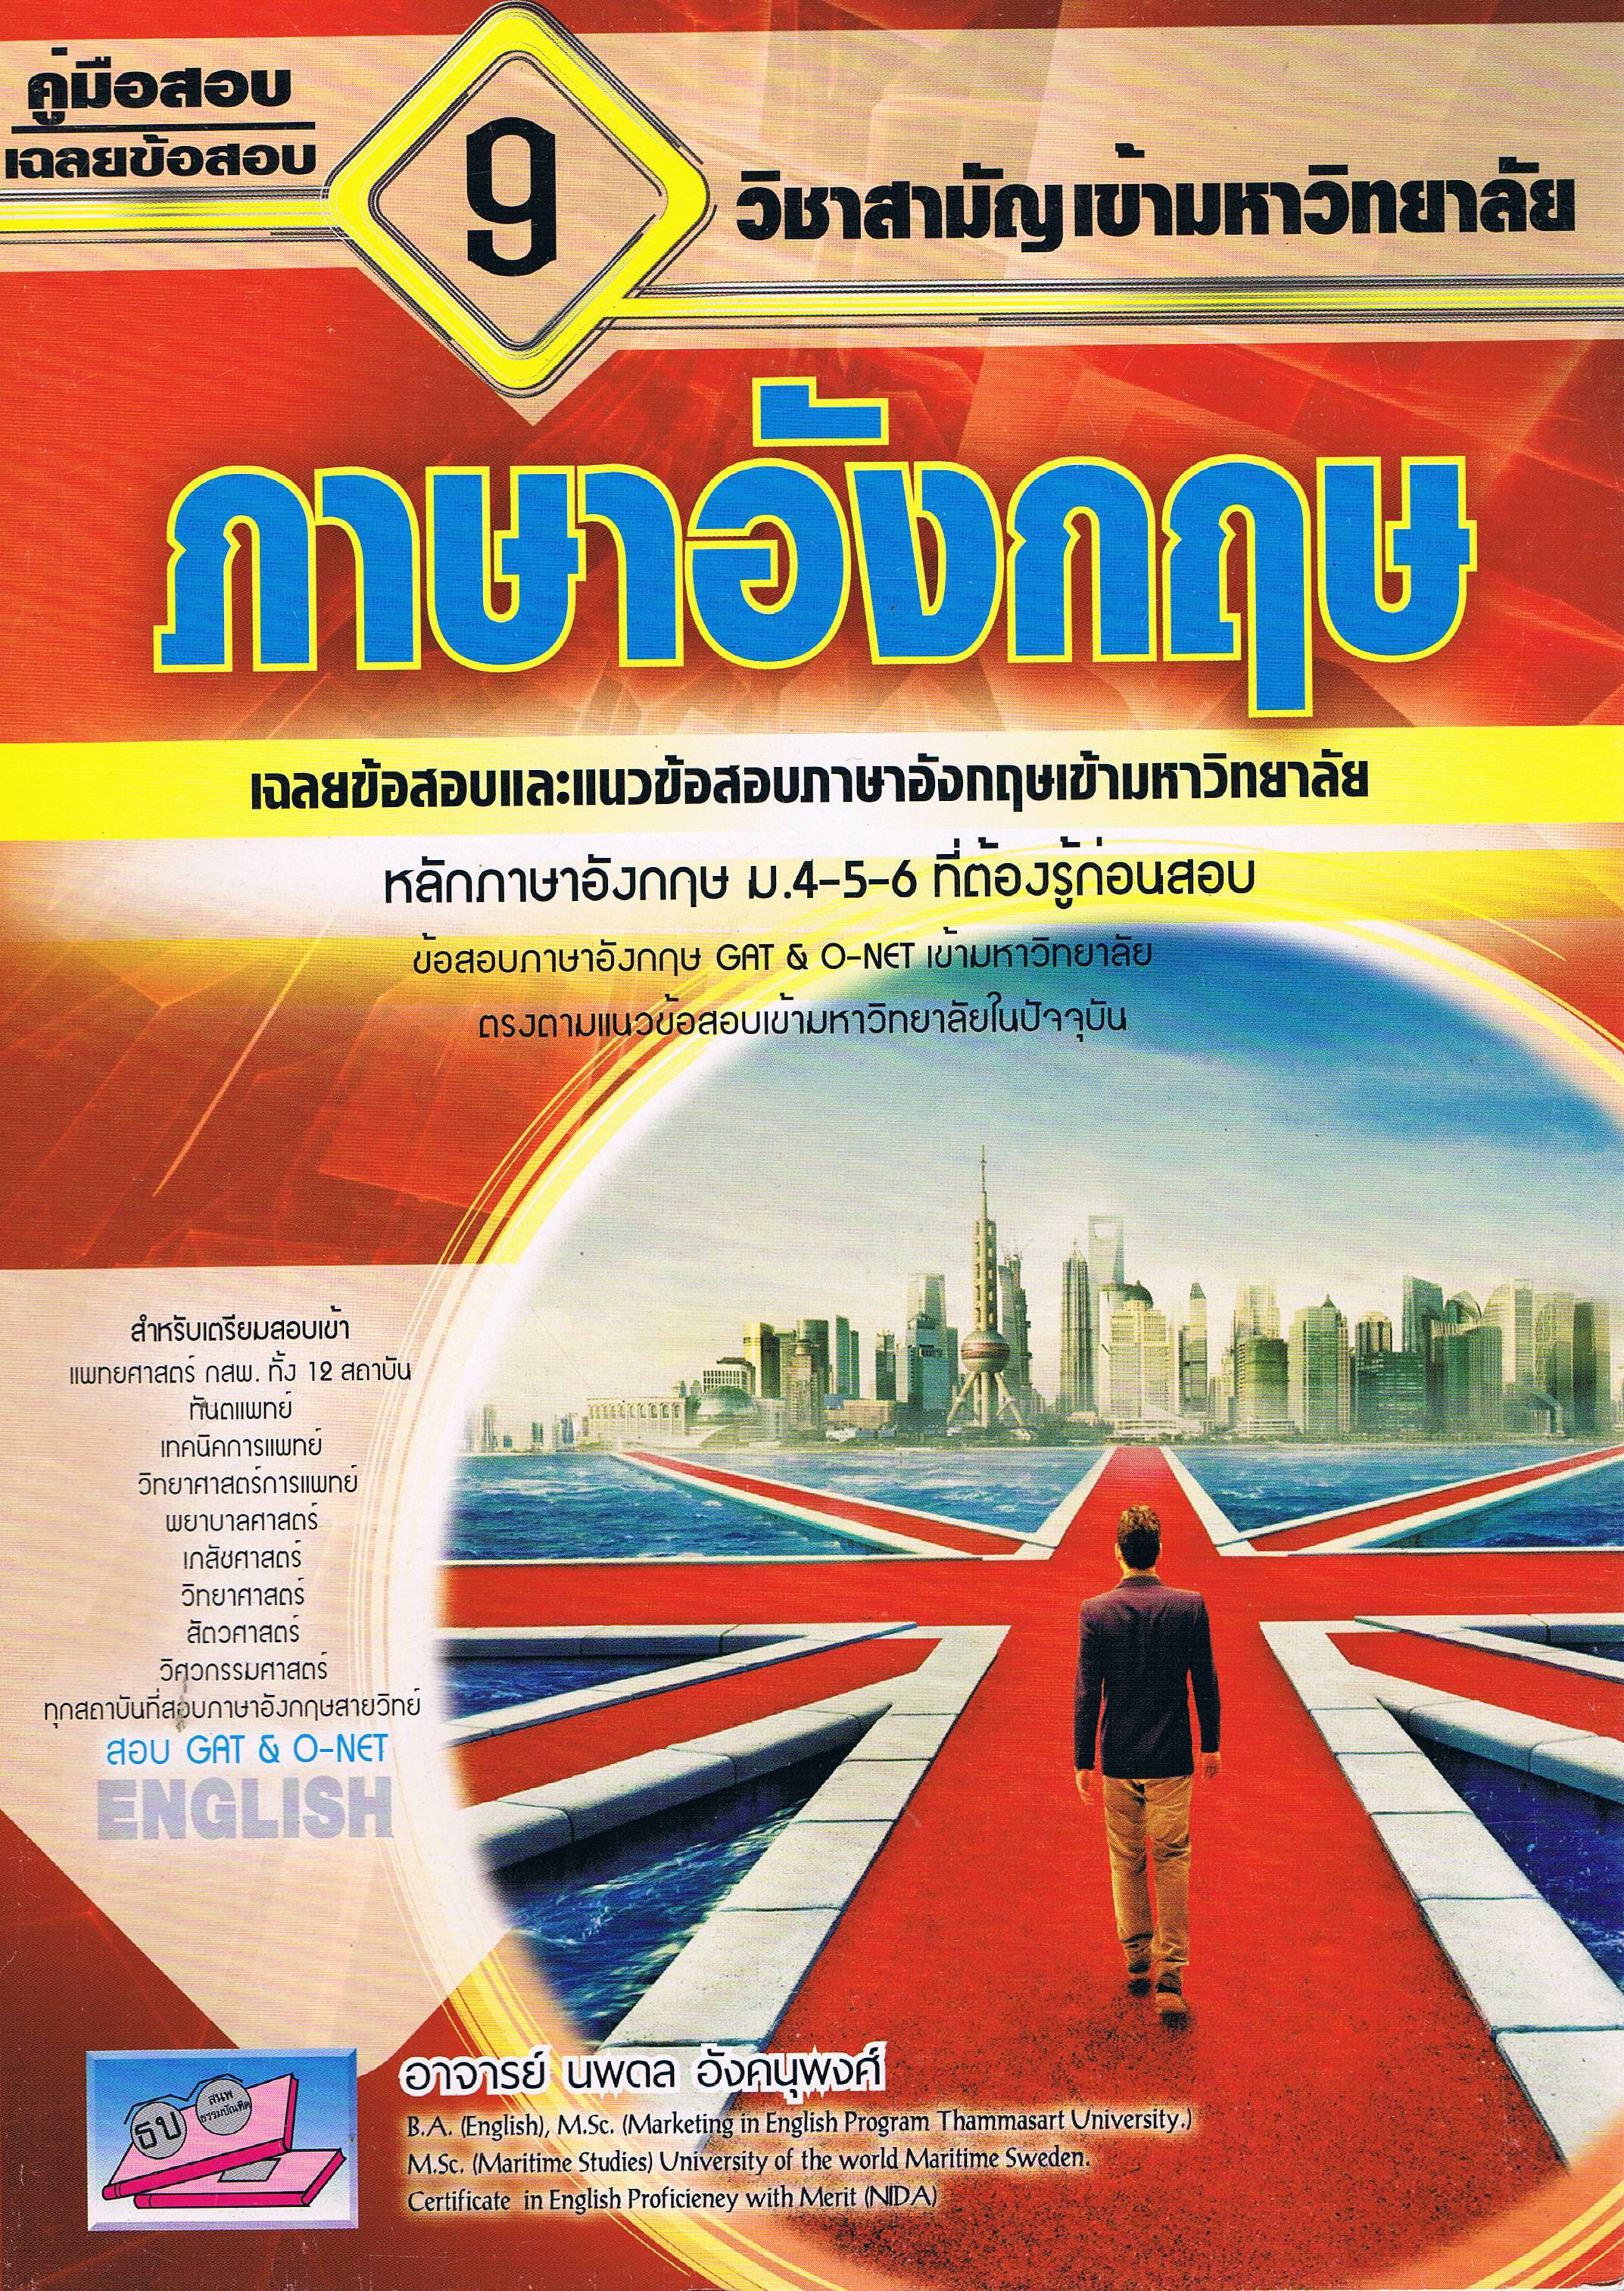 คู่มือสอบ
เฉลยข้อสอบ
9
วิชาสามัญเข้ามหาวิทยาลัย
ภาษาอังกฤษ
เฉลยข้อสอบและแนวข้อสอบภาษาอังกฤษเข้ามหาวิทยาลัย
หลักภาษาอังกฤษ ม.4-5-6 ที่ต้องรู้ก่อนสอบ
ข้อสอบภาษาอังกฤษ GAT & O-NET เข้ามหาวิทยาลัย
ตรงตามแนวข้อสอบเข้ามหาวิทยาลัยในปัจจุบัน
สำหรับเตรียมสอบเข้า
แพทยศาสตร์ กสพ. ทั้ง 12 สถาบัน
ทันตแพทย์
เทคนิคการแพทย์
วิทยาศาสตร์การแพทย์
พยาบาลศาสตร์
เภสัชศาสตร์
วิทยาศาสตร์
สัตวศาสตร์
วิศวกรรมศาสตร์
ทุกสถาบันที่สอบภาษาอังกฤษสายวิทย์
สอบ GAT & O-NET
ENGLISH
ธบ
สนพ
ธรรมบัณฑิต
อาจารย์ นพดล อังคนุพงศ์
B.A. (English), M.Sc. (Marketing in English Program Thammasart University.)
M.Sc. (Maritime Studies) University of the world Maritime Sweden.
Certificate in English Proficieney with Merit (NIDA)